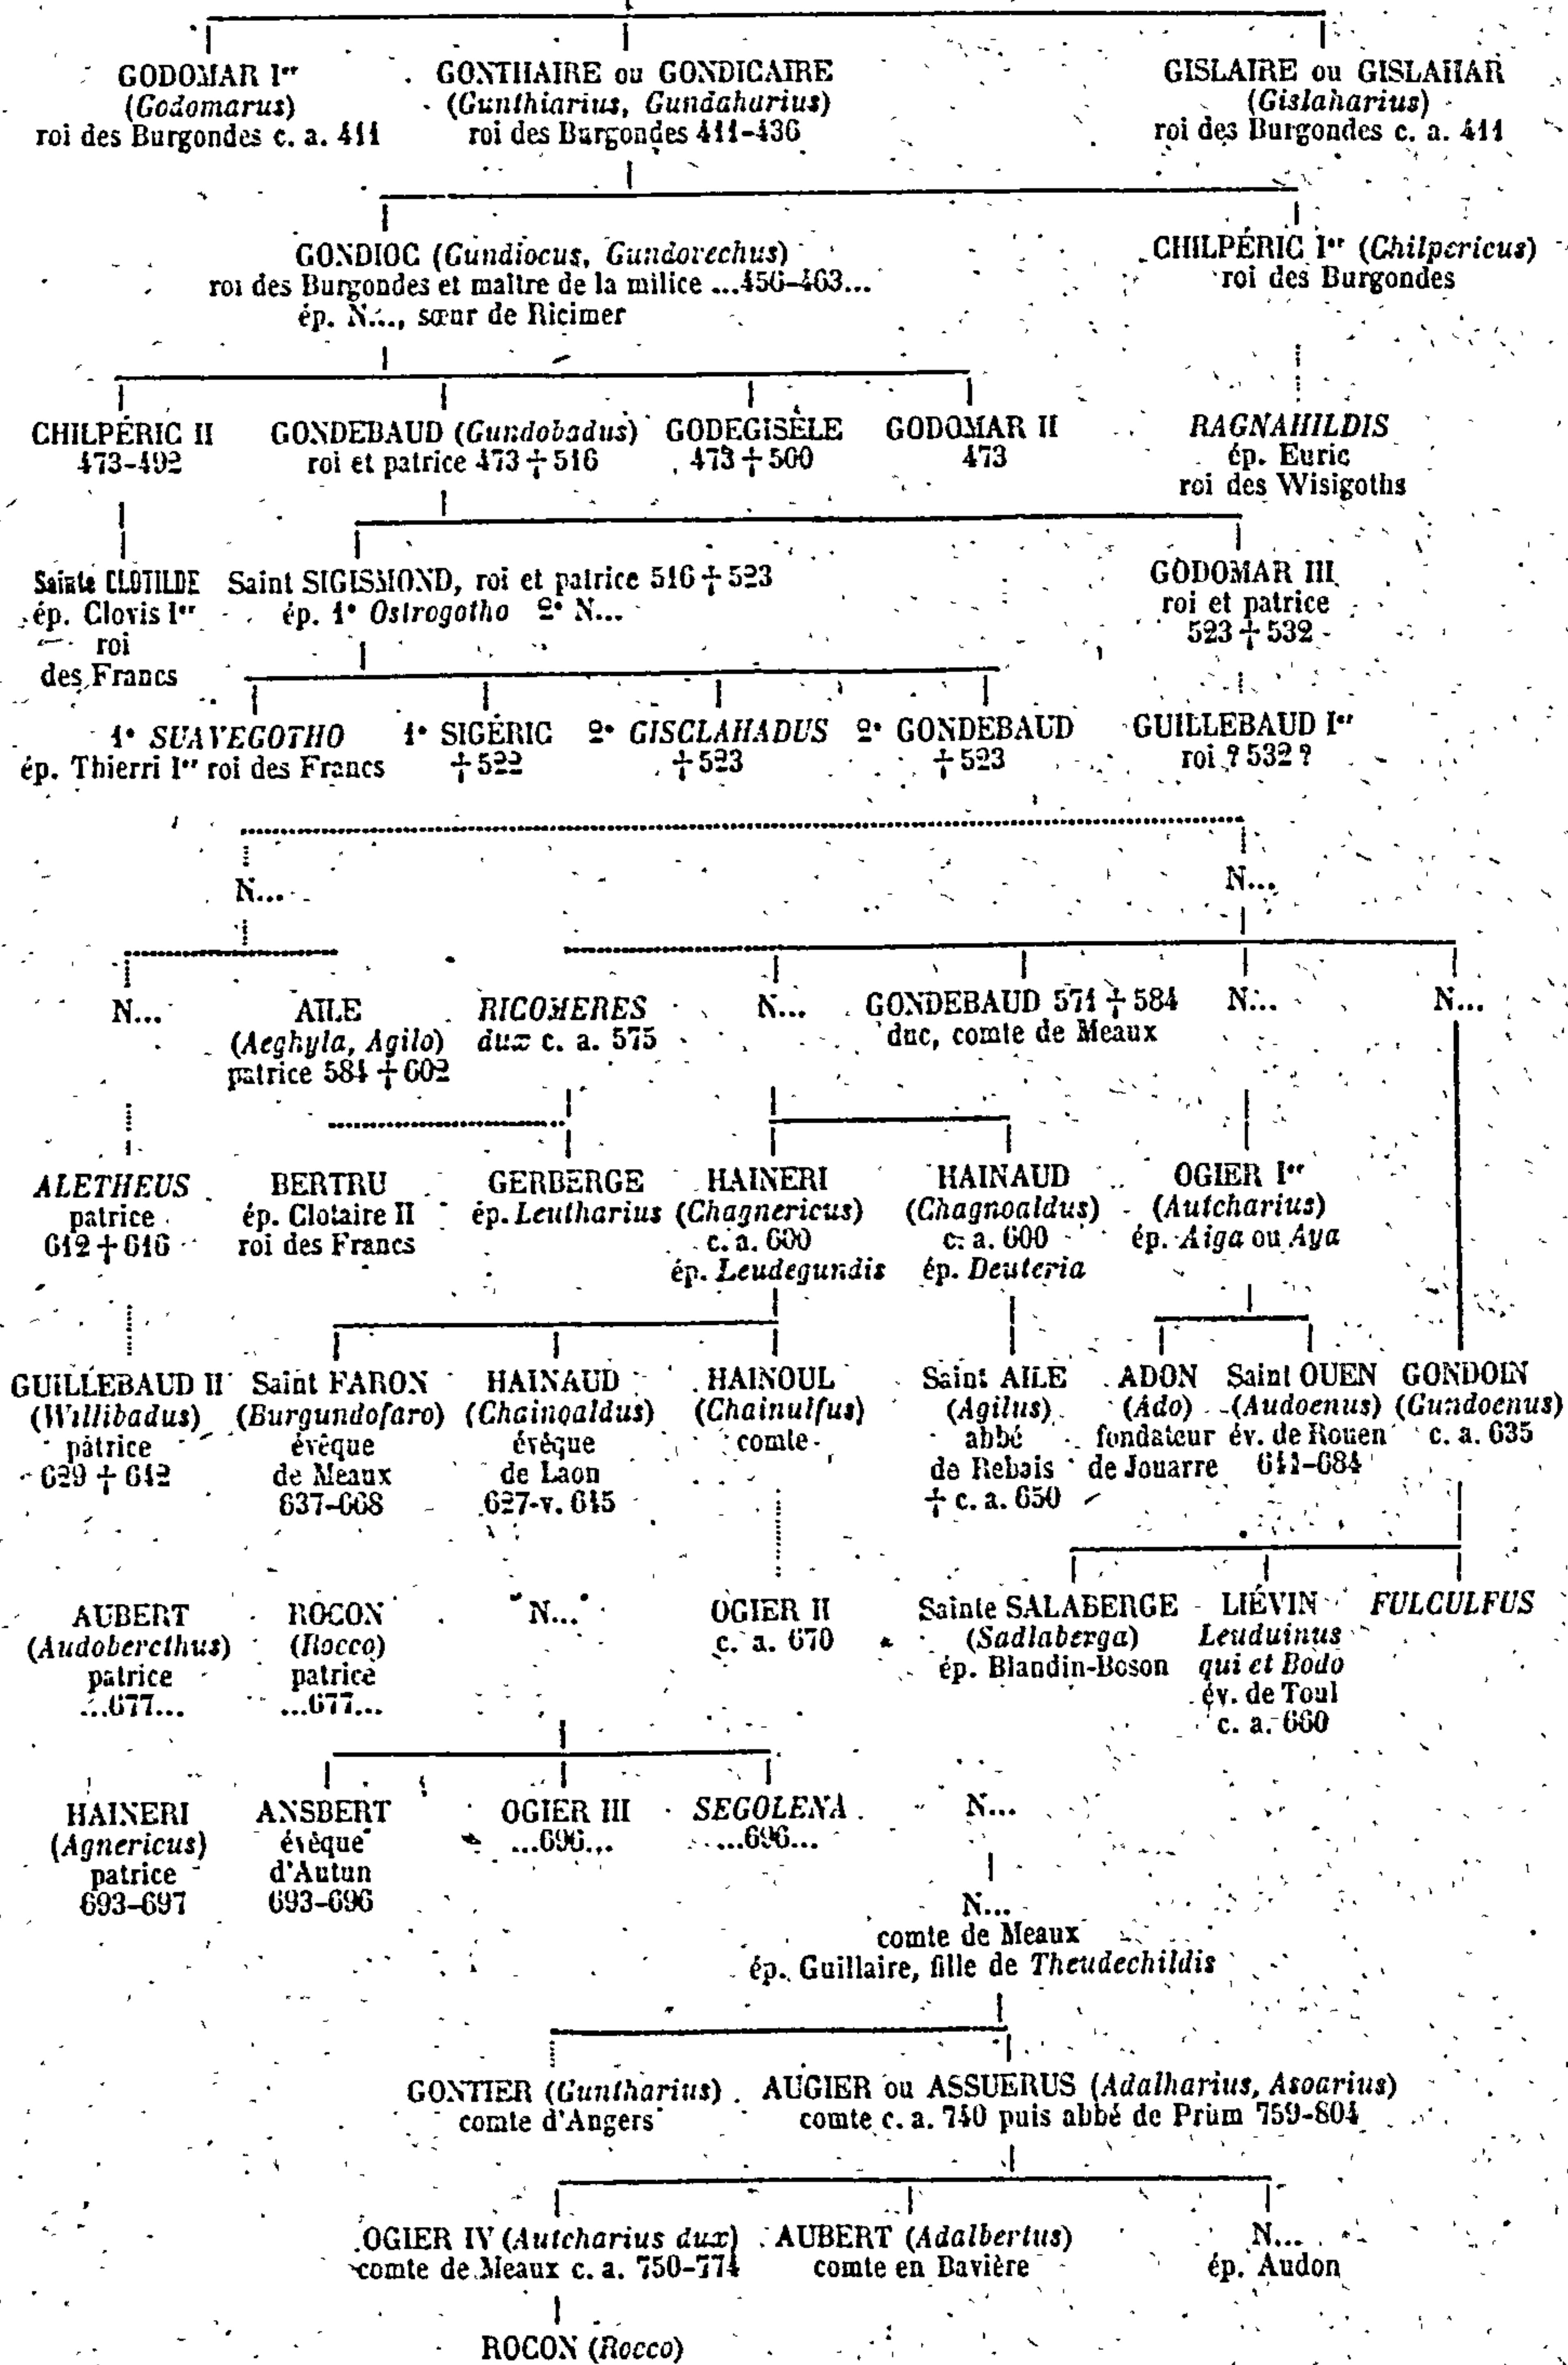 GODOMAR Iᵉʳ
(Godomarus)
roi des Burgondes c. a. 411
GONTHAIRE ou GONDICAIRE
(Gunthiarius, Gundaharius)
roi des Burgondes 411-436
GISLAIRE ou GISLAHAR
(Gislaharius)
roi des Burgondes c. a. 411
GONDIOC (Gundiocus, Gundovechus)
roi des Burgondes et maître de la milice ...456-463...
ép. N..., sœur de Ricimer
CHILPÉRIC Iᵉʳ (Chilpericus)
roi des Burgondes
CHILPÉRIC II
473-492
GONDEBAUD (Gundobadus)
roi et patrice 473 ☩ 516
GODEGISÈLE
473 ☩ 500
GODOMAR II
473
RAGNAHILDIS
ép. Euric
roi des Wisigoths
Sainte CLOTILDE
ép. Clovis Iᵉʳ
roi
des Francs
Saint SIGISMOND, roi et patrice 516 ☩ 523
ép. 1° Ostrogotho 2° N...
GODOMAR III
roi et patrice
523 ☩ 532
1° SUAVEGOTHO
ép. Thierri Iᵉʳ roi des Francs
1° SIGÉRIC
☩ 522
2° GISCLAHADUS
☩ 523
2° GONDEBAUD
☩ 523
GUILLEBAUD Iᵉʳ
roi ? 532 ?
N...
N...
N...
AILE
(Aeghyla, Agilo)
patrice 584 ☩ 602
RICOMERES
dux c. a. 575
N...
GONDEBAUD 571 ☩ 584
duc, comte de Meaux
N...
N...
ALETHEUS
patrice
612 ☩ 616
BERTRU
ép. Clotaire II
roi des Francs
GERBERGE
ép. Leutharius
HAINERI
(Chagnericus)
c. a. 600
ép. Leudegundis
HAINAUD
(Chagnoaldus)
c. a. 600
ép. Deuteria
OGIER Iᵉʳ
(Autcharius)
ép. Aiga ou Aya
GUILLEBAUD II
(Willibadus)
patrice
629 ☩ 642
Saint FARON
(Burgundofaro)
évêque
de Meaux
637-668
HAINAUD
(Chainoaldus)
évêque
de Laon
627-v. 645
HAINOUL
(Chainulfus)
comte
Saint AILE
(Agilus)
abbé
de Rebais
☩ c. a. 650
ADON
(Ado)
fondateur
de Jouarre
Saint OUEN
(Audoenus)
év. de Rouen
641-684
GONDOIN
(Gundoenus)
c. a. 635
AUBERT
(Audobercthus)
patrice
...677...
ROCON
(Rocco)
patrice
...677...
N...
OGIER II
c. a. 670
Sainte SALABERGE
(Sadlaberga)
ép. Blandin-Boson
LIÉVIN
Leuduinus
qui et Bodo
év. de Toul
c. a. 660
FULCULFUS
HAINERI
(Agnericus)
patrice
693-697
ANSBERT
évêque
d'Autun
693-696
OGIER III
...696...
SEGOLENA
...696...
N...
N...
comte de Meaux
ép. Guillaire, fille de Theudechildis
GONTIER (Guntharius)
comte d'Angers
AUGIER ou ASSUERUS (Adalharius, Asoarius)
comte c. a. 740 puis abbé de Prüm 759-804
OGIER IV (Autcharius dux)
comte de Meaux c. a. 750-774
AUBERT (Adalbertus)
comte en Bavière
N...
ép. Audon
ROCON (Rocco)